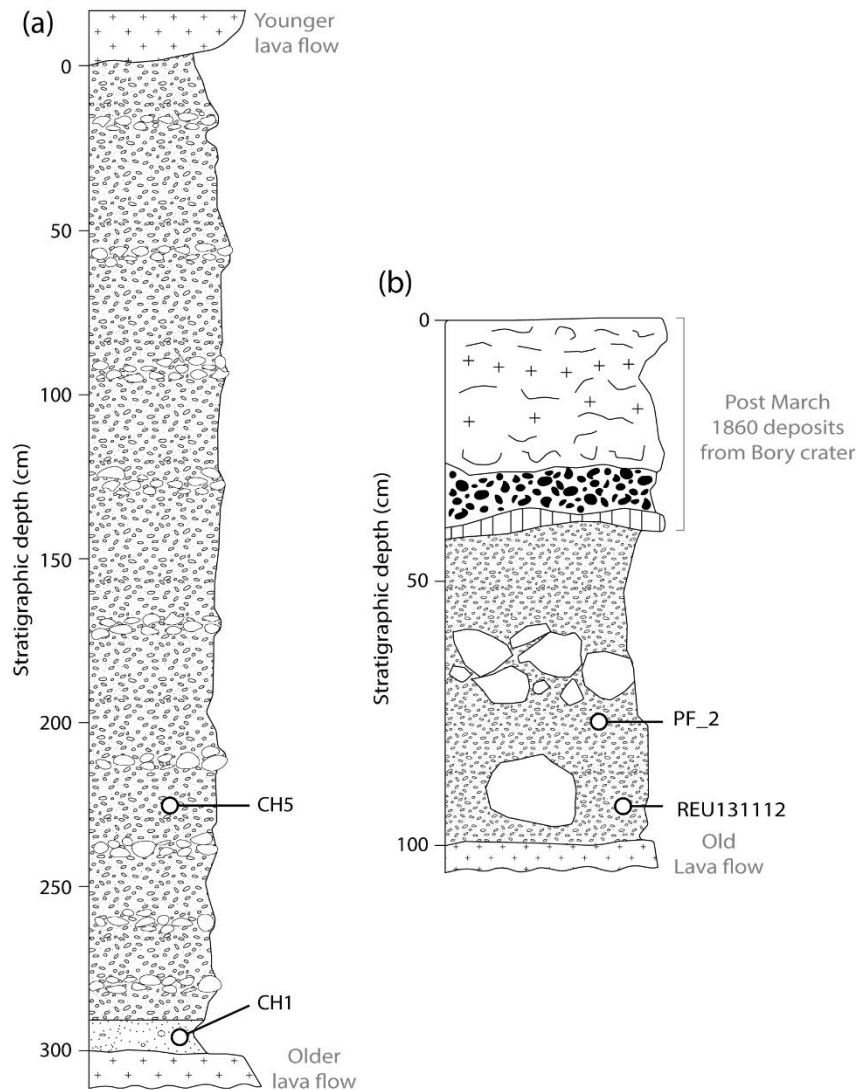 (a)
Younger
lava flow
0
50
100
150
200
250
300
Stratigraphic depth (cm)
CH5
CH1
Older
lava flow
(b)
0
50
100
Stratigraphic depth (cm)
Post March
1860 deposits
from Bory crater
PF_2
REU131112
Old
Lava flow